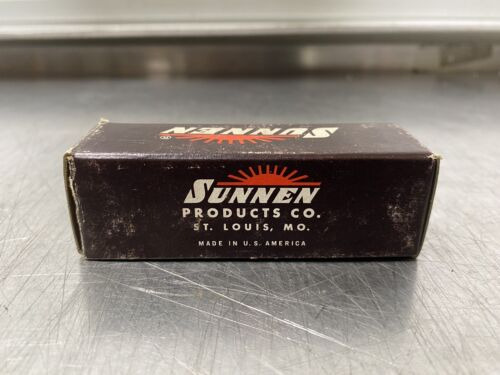 SUNNEN®
SUNNEN
PRODUCTS CO.
ST. LOUIS, MO.
MADE IN U.S. AMERICA